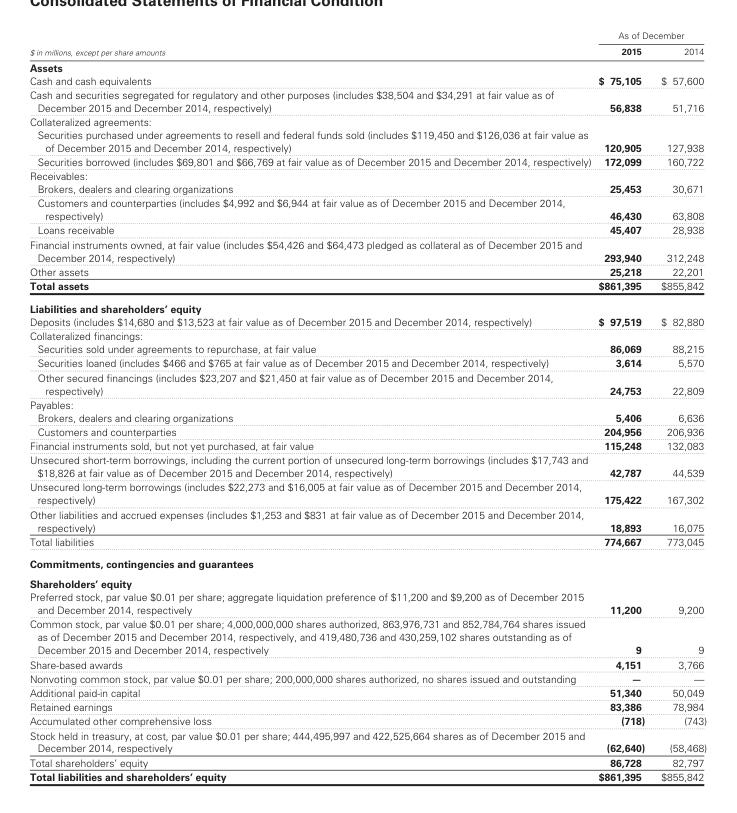 Consolidated Statements of Financial Condition
As of December
$ in millions, except per share amounts 2015 2014
Assets
Cash and cash equivalents $ 75,105 $ 57,600
Cash and securities segregated for regulatory and other purposes (includes $38,504 and $34,291 at fair value as of
December 2015 and December 2014, respectively) 56,838 51,716
Collateralized agreements:
Securities purchased under agreements to resell and federal funds sold (includes $119,450 and $126,036 at fair value as
of December 2015 and December 2014, respectively) 120,905 127,938
Securities borrowed (includes $69,801 and $66,769 at fair value as of December 2015 and December 2014, respectively) 172,099 160,722
Receivables:
Brokers, dealers and clearing organizations 25,453 30,671
Customers and counterparties (includes $4,992 and $6,944 at fair value as of December 2015 and December 2014,
respectively) 46,430 63,808
Loans receivable 45,407 28,938
Financial instruments owned, at fair value (includes $54,426 and $64,473 pledged as collateral as of December 2015 and
December 2014, respectively) 293,940 312,248
Other assets 25,218 22,201
Total assets $861,395 $855,842
Liabilities and shareholders' equity
Deposits (includes $14,680 and $13,523 at fair value as of December 2015 and December 2014, respectively) $ 97,519 $ 82,880
Collateralized financings:
Securities sold under agreements to repurchase, at fair value 86,069 88,215
Securities loaned (includes $466 and $765 at fair value as of December 2015 and December 2014, respectively) 3,614 5,570
Other secured financings (includes $23,207 and $21,450 at fair value as of December 2015 and December 2014,
respectively) 24,753 22,809
Payables:
Brokers, dealers and clearing organizations 5,406 6,636
Customers and counterparties 204,956 206,936
Financial instruments sold, but not yet purchased, at fair value 115,248 132,083
Unsecured short-term borrowings, including the current portion of unsecured long-term borrowings (includes $17,743 and
$18,826 at fair value as of December 2015 and December 2014, respectively) 42,787 44,539
Unsecured long-term borrowings (includes $22,273 and $16,005 at fair value as of December 2015 and December 2014,
respectively) 175,422 167,302
Other liabilities and accrued expenses (includes $1,253 and $831 at fair value as of December 2015 and December 2014,
respectively) 18,893 16,075
Total liabilities 774,667 773,045
Commitments, contingencies and guarantees
Shareholders' equity
Preferred stock, par value $0.01 per share; aggregate liquidation preference of $11,200 and $9,200 as of December 2015
and December 2014, respectively 11,200 9,200
Common stock, par value $0.01 per share; 4,000,000,000 shares authorized, 863,976,731 and 852,784,764 shares issued
as of December 2015 and December 2014, respectively, and 419,480,736 and 430,259,102 shares outstanding as of
December 2015 and December 2014, respectively 9 9
Share-based awards 4,151 3,766
Nonvoting common stock, par value $0.01 per share; 200,000,000 shares authorized, no shares issued and outstanding — —
Additional paid-in capital 51,340 50,049
Retained earnings 83,386 78,984
Accumulated other comprehensive loss (718) (743)
Stock held in treasury, at cost, par value $0.01 per share; 444,495,997 and 422,525,664 shares as of December 2015 and
December 2014, respectively (62,640) (58,468)
Total shareholders' equity 86,728 82,797
Total liabilities and shareholders' equity $861,395 $855,842